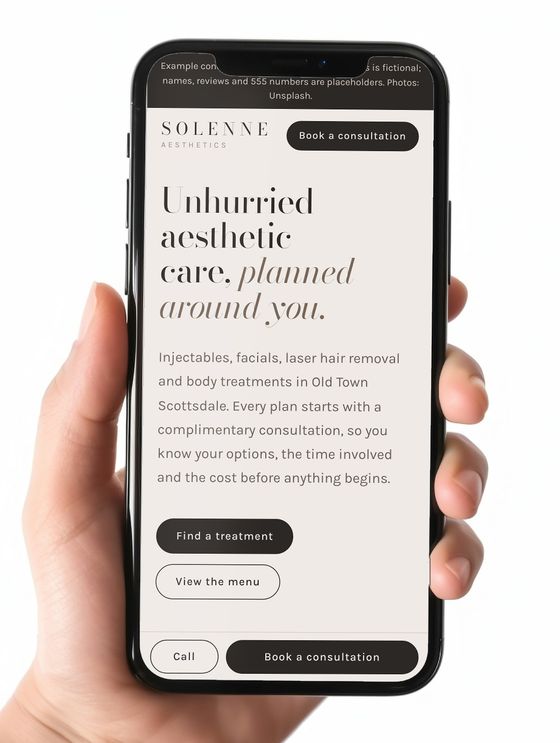 Example con s is fictional;
names, reviews and 555 numbers are placeholders. Photos:
Unsplash.
SOLENNE
AESTHETICS
Book a consultation
Unhurried
aesthetic
care, planned
around you.
Injectables, facials, laser hair removal
and body treatments in Old Town
Scottsdale. Every plan starts with a
complimentary consultation, so you
know your options, the time involved
and the cost before anything begins.
Find a treatment
View the menu
Call
Book a consultation